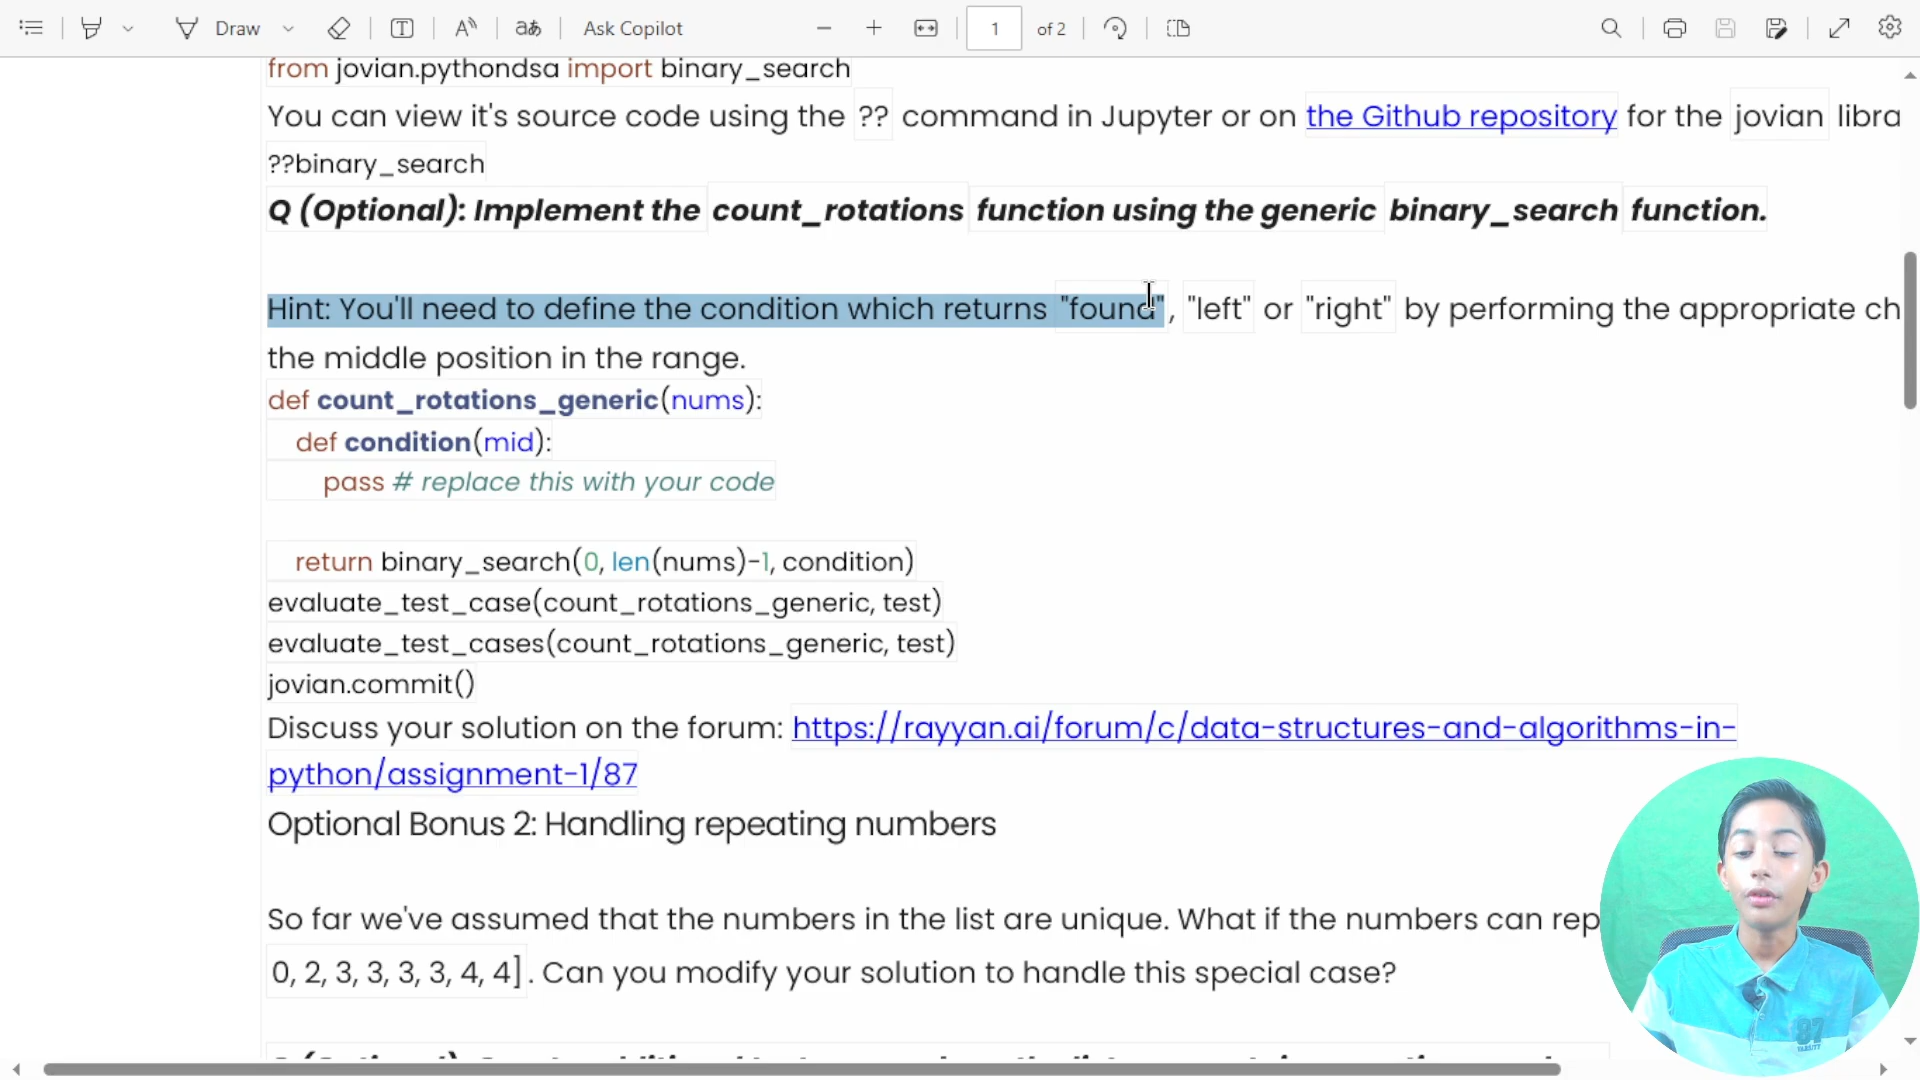 Draw
Ask Copilot
1
of 2
from jovian.pythondsa import binary_search
You can view it's source code using the ?? command in Jupyter or on the Github repository for the jovian libra
??binary_search
Q (Optional): Implement the count_rotations function using the generic binary_search function.
Hint: You'll need to define the condition which returns "found", "left" or "right" by performing the appropriate ch
the middle position in the range.
def count_rotations_generic(nums):
def condition(mid):
pass # replace this with your code
return binary_search(0, len(nums)-1, condition)
evaluate_test_case(count_rotations_generic, test)
evaluate_test_cases(count_rotations_generic, test)
jovian.commit()
Discuss your solution on the forum: https://rayyan.ai/forum/c/data-structures-and-algorithms-in-
python/assignment-1/87
Optional Bonus 2: Handling repeating numbers
So far we've assumed that the numbers in the list are unique. What if the numbers can rep
0, 2, 3, 3, 3, 3, 4, 4]. Can you modify your solution to handle this special case?
87